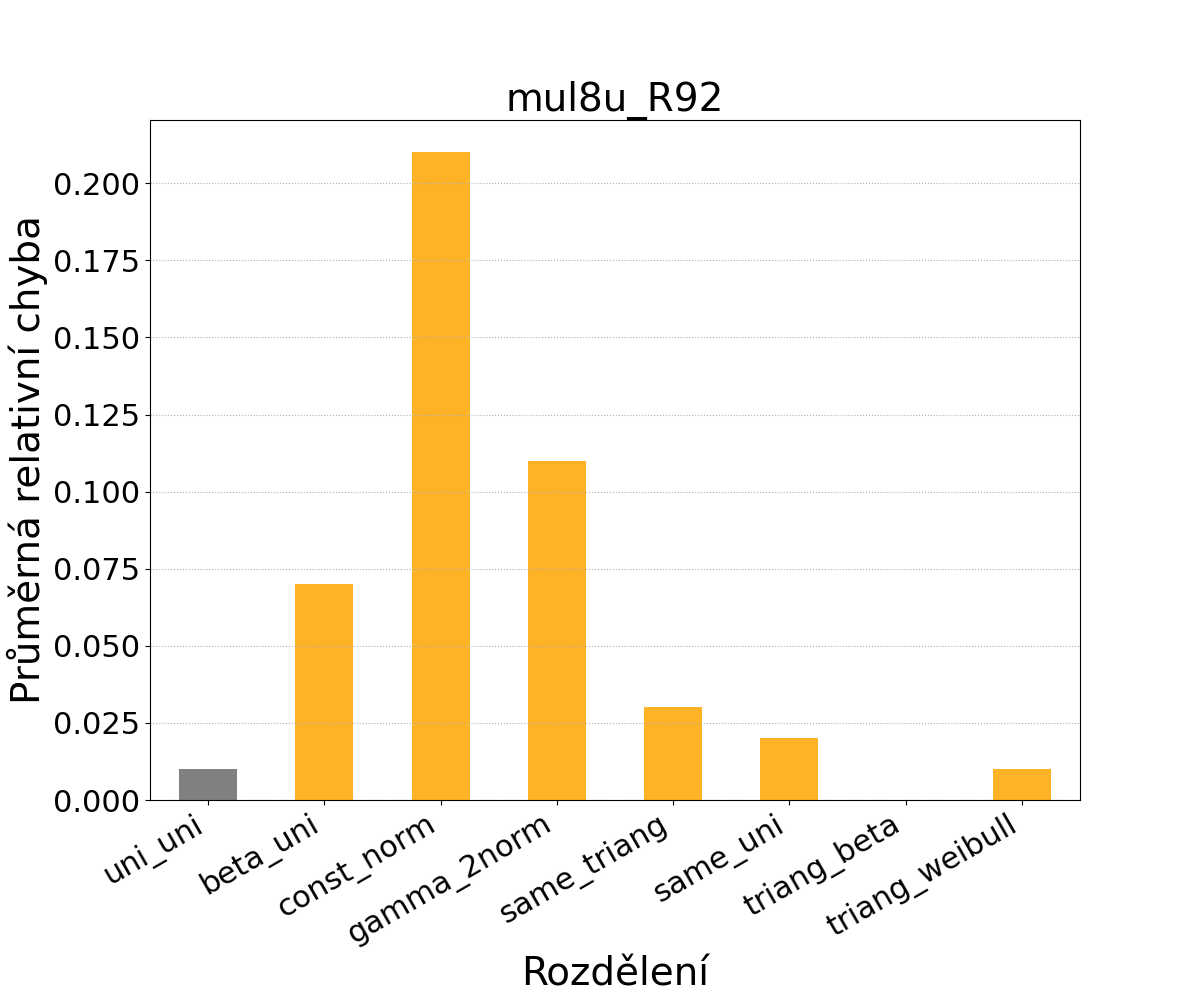 mul8u_R92
Průměrná relativní chyba
0.200
0.175
0.150
0.125
0.100
0.075
0.050
0.025
0.000
uni_uni
beta_uni
const_norm
gamma_2norm
same_triang
same_uni
triang_beta
triang_weibull
Rozdělení